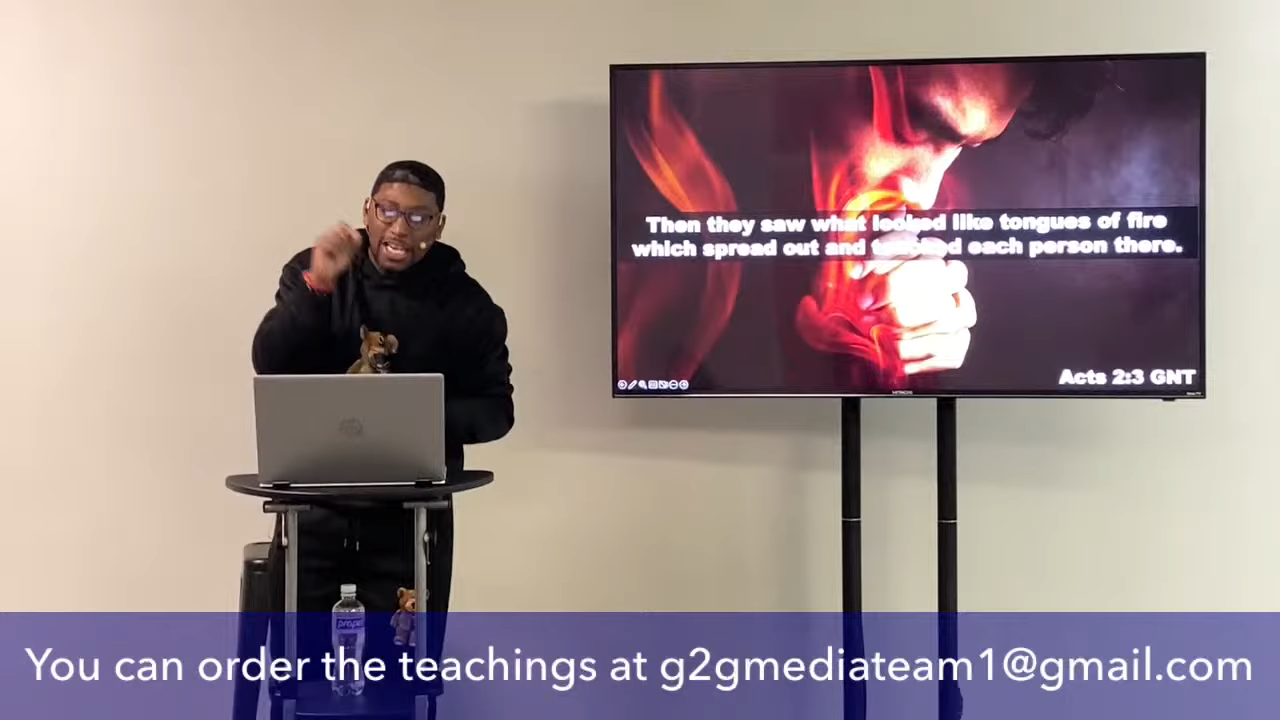 Then they saw what looked like tongues of fire
which spread out and touched each person there.
Acts 2:3 GNT
propel
You can order the teachings at g2gmediateam1@gmail.com